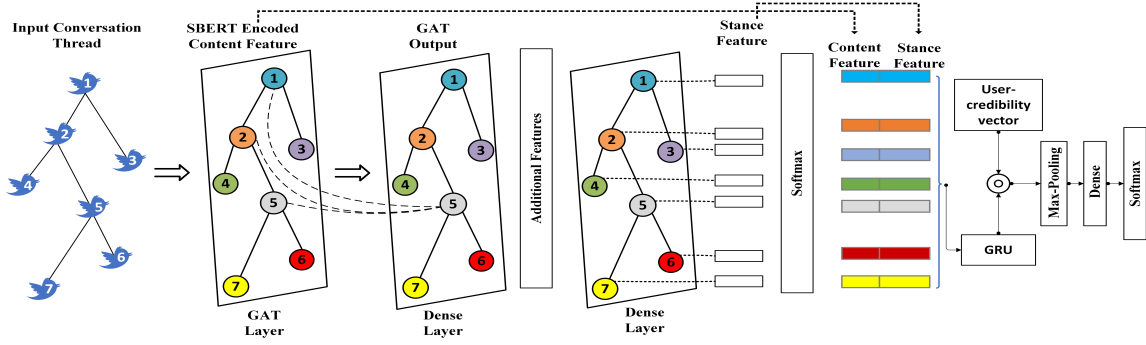 Input Conversation
Thread
1
2
3
4
5
6
7
SBERT Encoded
Content Feature
1
2
3
4
5
6
7
GAT
Layer
GAT
Output
1
2
3
4
5
6
7
Dense
Layer
Additional Features
1
2
3
4
5
6
7
Dense
Layer
Stance
Feature
Softmax
Content
Feature
Stance
Feature
User-
credibility
vector
GRU
Max-Pooling
Dense
Softmax